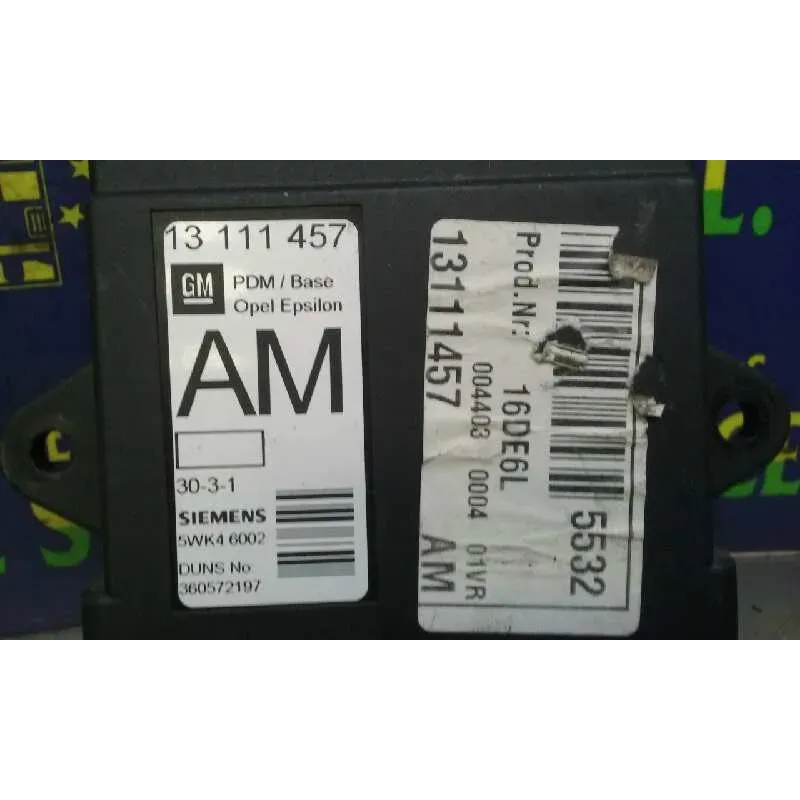 13 111 457
GM
PDM / Base
Opel Epsilon
AM
30-3-1
SIEMENS
5WK4 6002
DUNS No:
360572197
Prod.Nr: 16DE6L
5532
004403 0004 01VR
13111457 AM